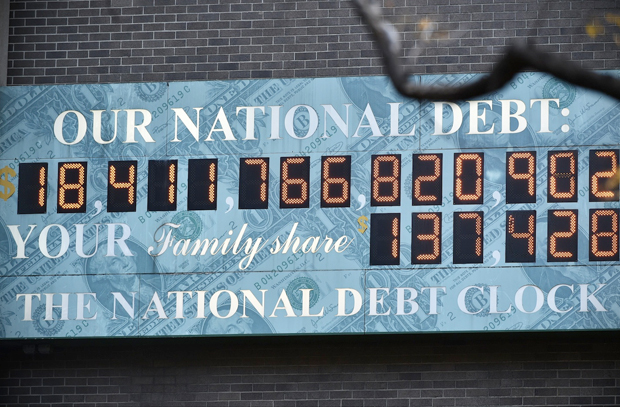 OUR NATIONAL DEBT:
$18,411,766,820,902
YOUR Family share $137,428
THE NATIONAL DEBT CLOCK